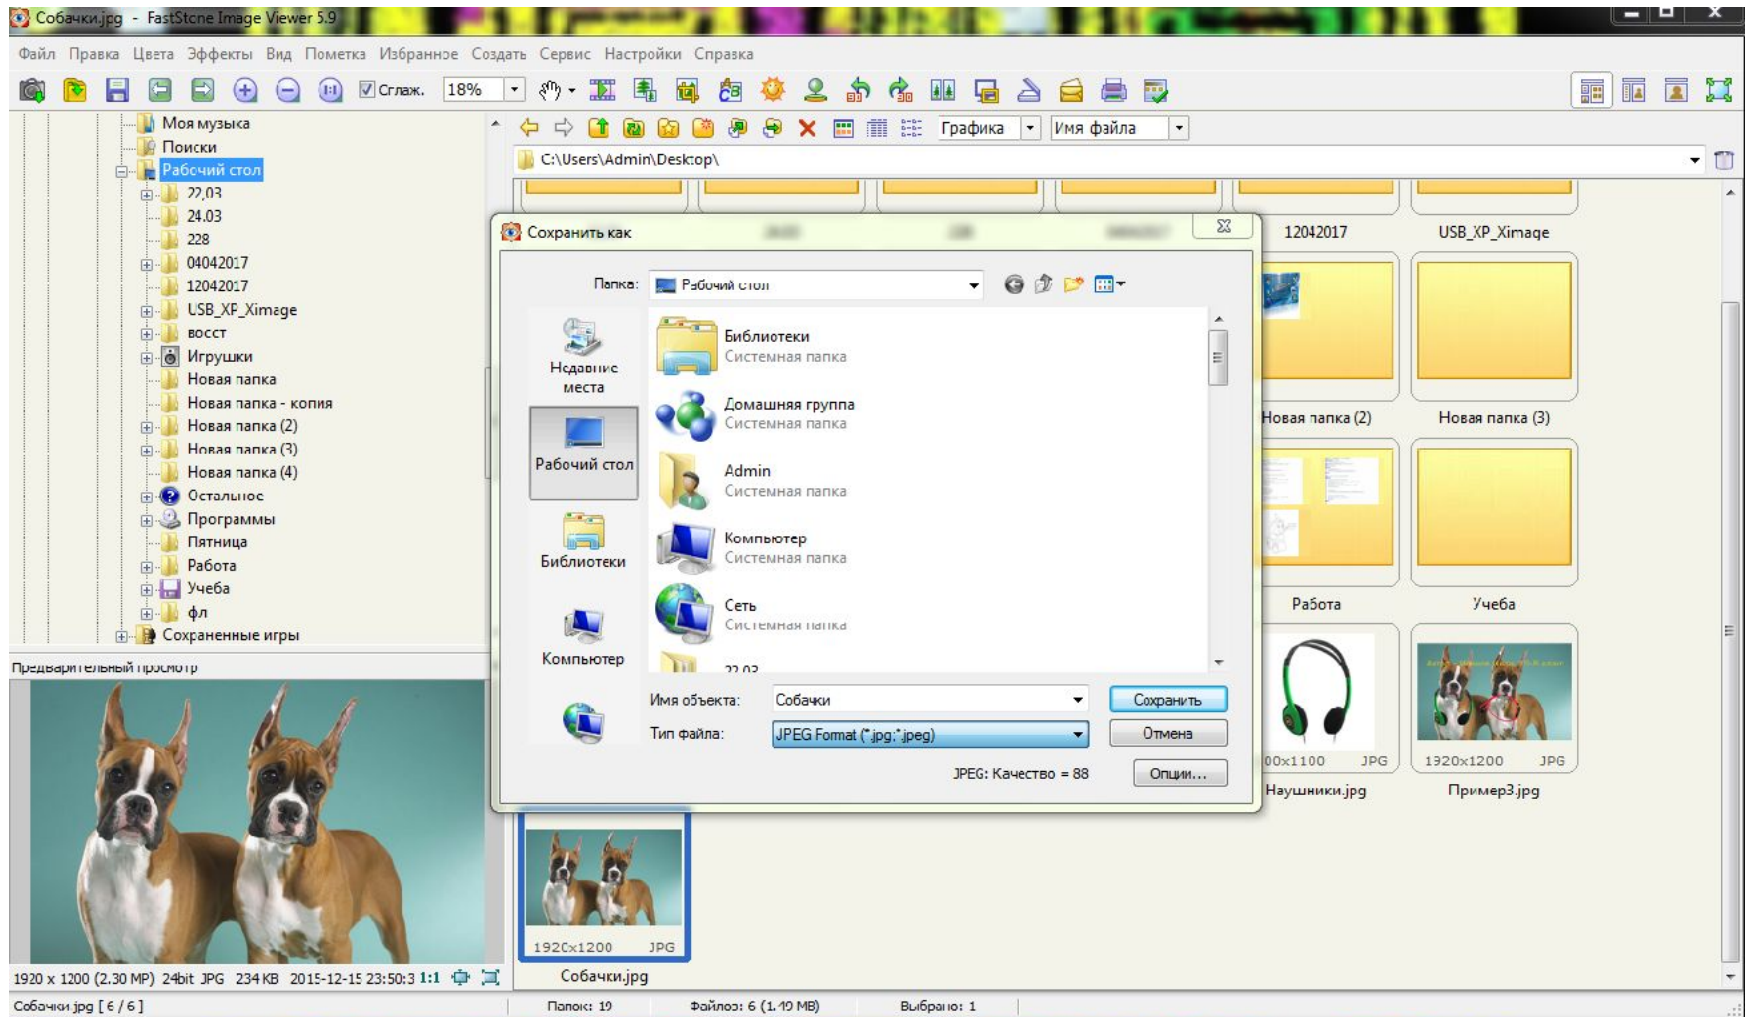 Собачки.jpg - FastStone Image Viewer 5.9
Файл Правка Цвета Эффекты Вид Пометка Избранное Создать Сервис Настройки Справка
Сглаж. 18%
Моя музыка
Поиски
Рабочий стол
22,03
24.03
228
04042017
12042017
USB_XP_Ximage
восст
Игрушки
Новая папка
Новая папка - копия
Новая папка (2)
Новая папка (3)
Новая папка (4)
Остальное
Программы
Пятница
Работа
Учеба
фл
Сохраненные игры
Предварительный просмотр
1920 x 1200 (2.30 MP) 24bit JPG 234 KB 2015-12-15 23:50:3 1:1
Собачки.jpg [ 6 / 6 ]
Графика Имя файла
C:\Users\Admin\Desktop\
12042017 USB_XP_Ximage
Новая папка (2) Новая папка (3)
Работа Учеба
00x1100 JPG 1920x1200 JPG
Наушники.jpg Пример3.jpg
1920x1200 JPG
Собачки.jpg
Папок: 19 Файлов: 6 (1.49 MB) Выбрано: 1
Сохранить как
Папка: Рабочий стол
Недавние места
Рабочий стол
Библиотеки
Компьютер
Библиотеки
Системная папка
Домашняя группа
Системная папка
Admin
Системная папка
Компьютер
Системная папка
Сеть
Системная папка
22.03
Имя объекта: Собачки Сохранить
Тип файла: JPEG Format (*.jpg;*.jpeg) Отмена
JPEG: Качество = 88 Опции...